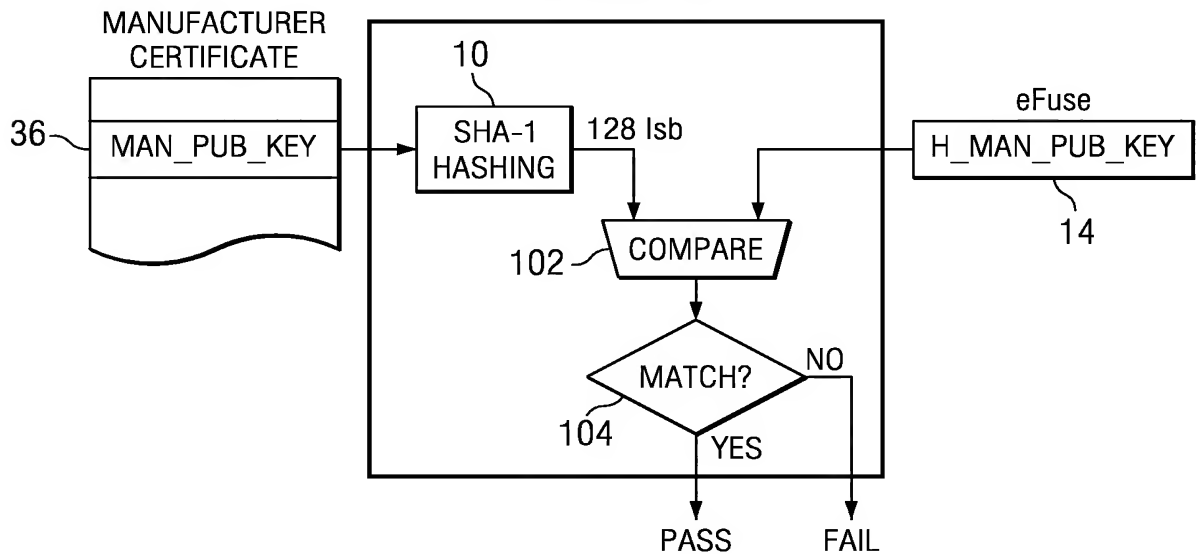 MANUFACTURER
CERTIFICATE
36
MAN_PUB_KEY
10
SHA-1
HASHING
128 lsb
eFuse
H_MAN_PUB_KEY
14
102
COMPARE
MATCH?
NO
104
YES
PASS
FAIL